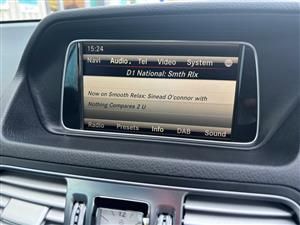 15:24
Navi Audio Tel Video System
D1 National: Smth Rlx
Now on Smooth Relax: Sinead O'connor with
Nothing Compares 2 U
Radio Presets Info DAB Sound